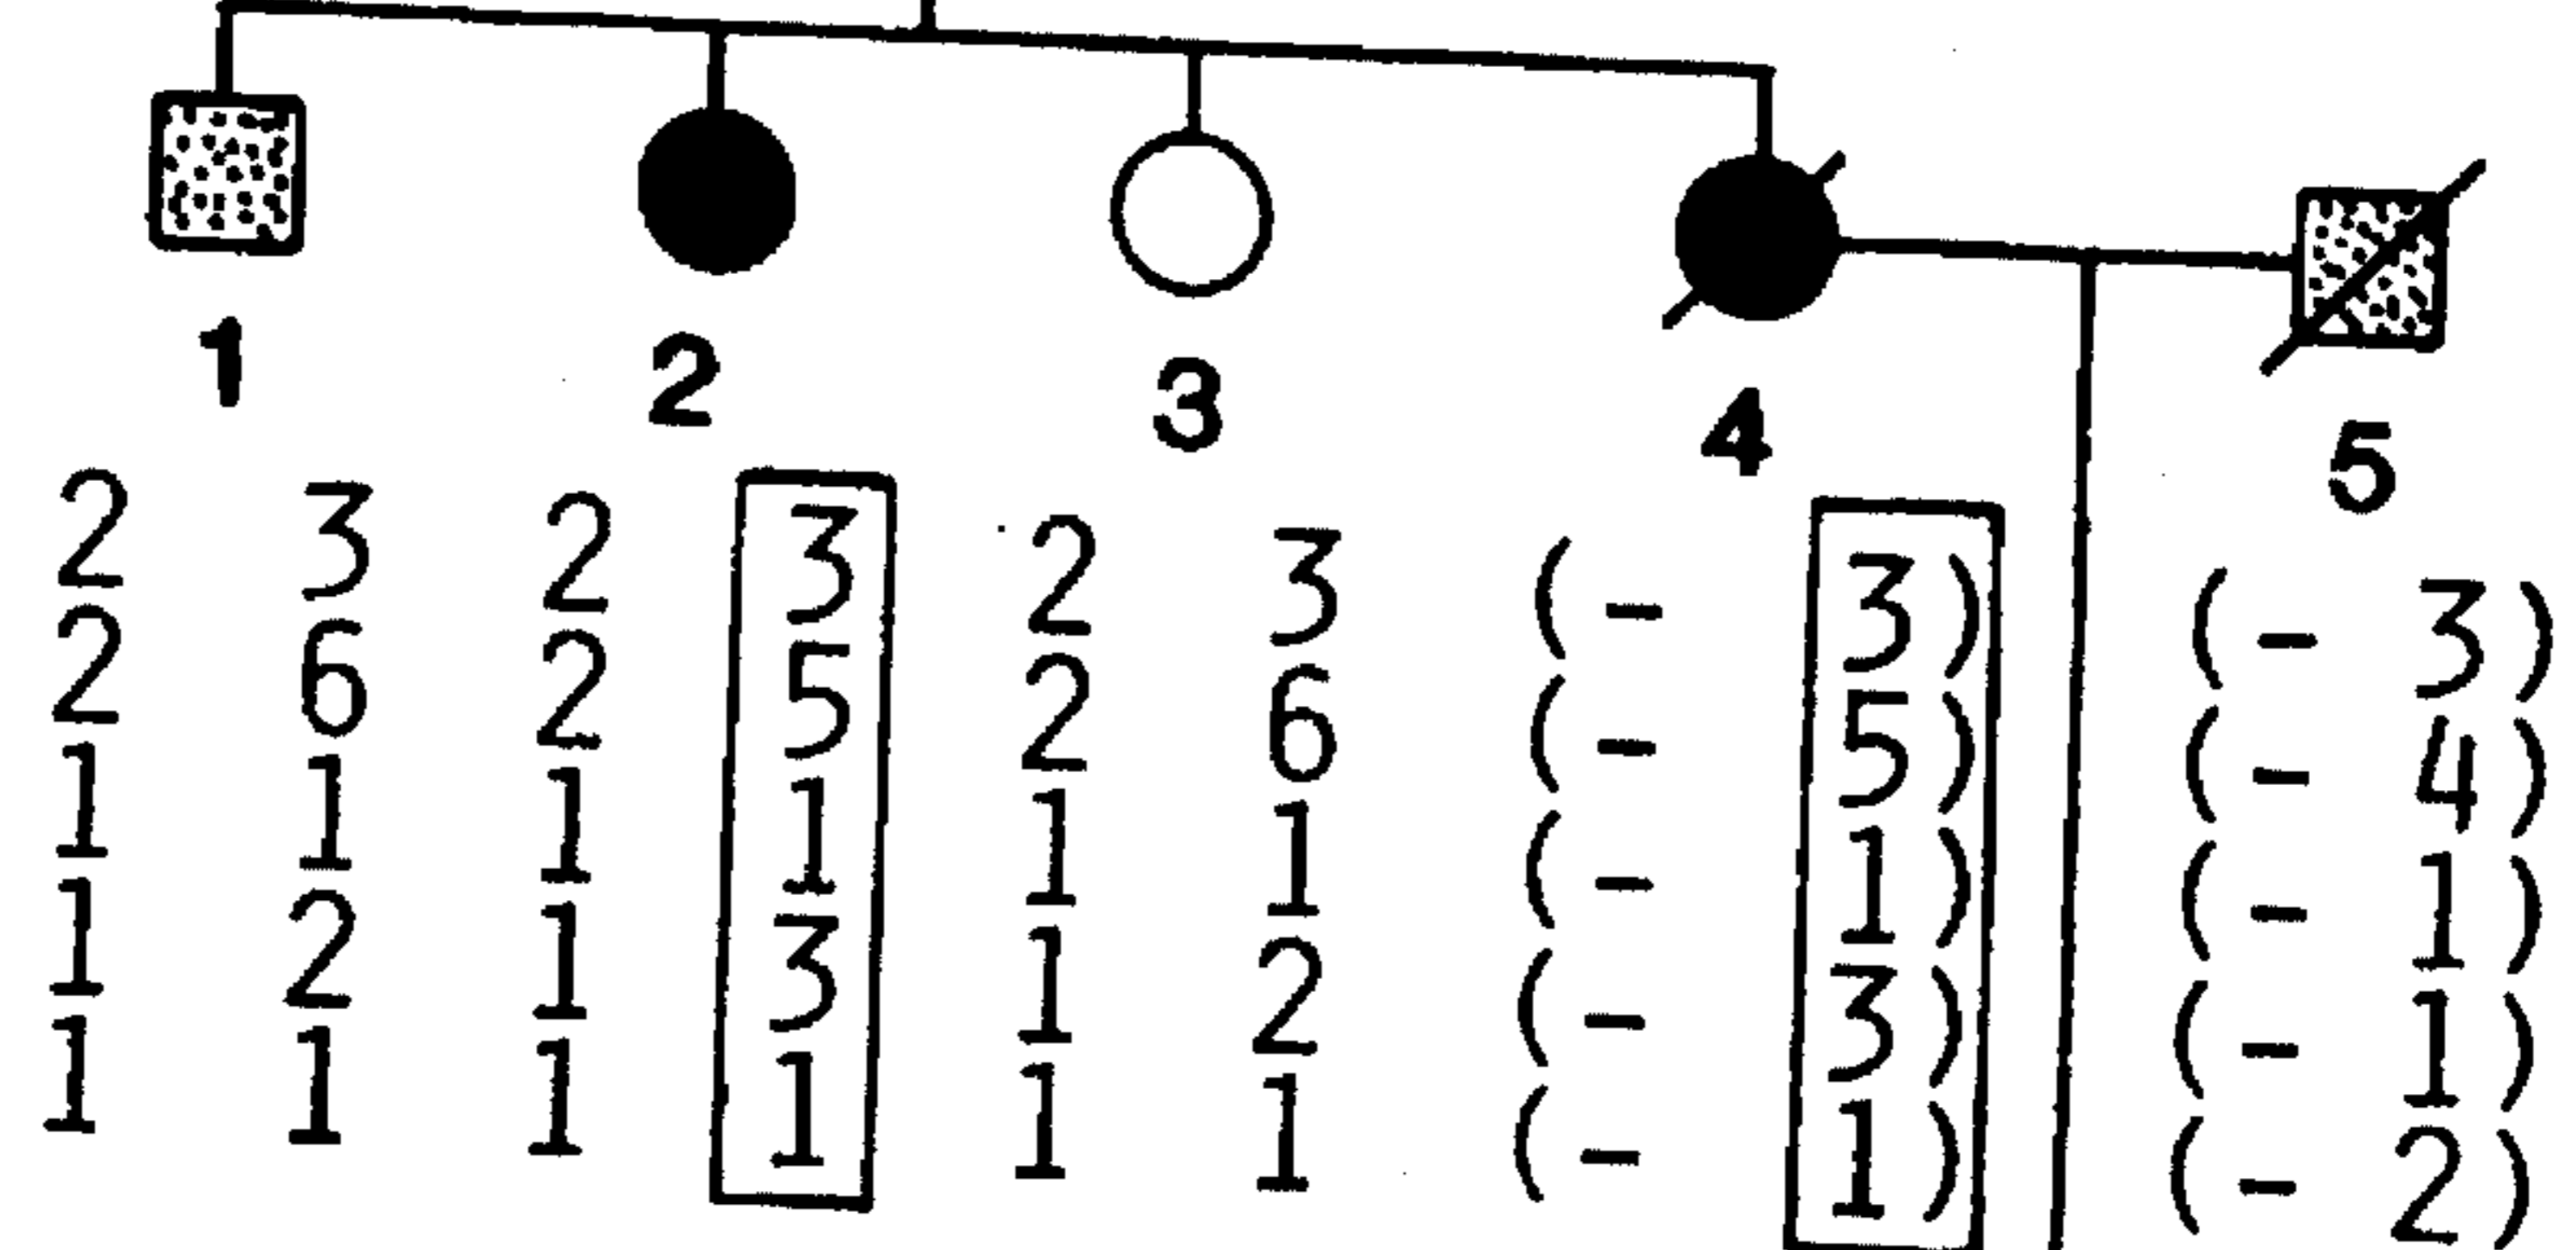 1 2 3 4 5
2 3 2 3 2 3 (- 3) (- 3)
2 6 2 5 2 6 (- 5) (- 4)
1 1 1 1 1 1 (- 1) (- 1)
1 2 1 3 1 2 (- 3) (- 1)
1 1 1 1 1 1 (- 1) (- 2)